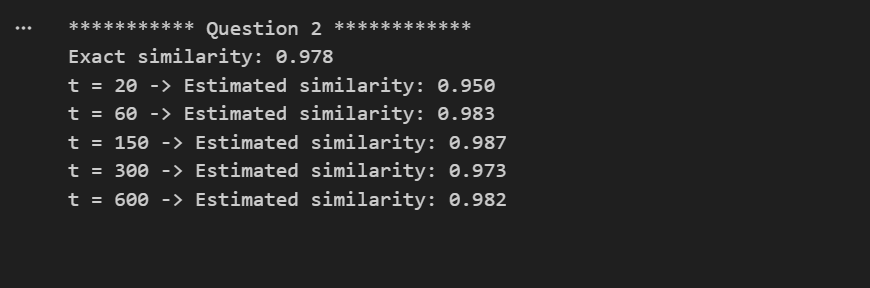 *********** Question 2 ************
Exact similarity: 0.978
t = 20 -> Estimated similarity: 0.950
t = 60 -> Estimated similarity: 0.983
t = 150 -> Estimated similarity: 0.987
t = 300 -> Estimated similarity: 0.973
t = 600 -> Estimated similarity: 0.982